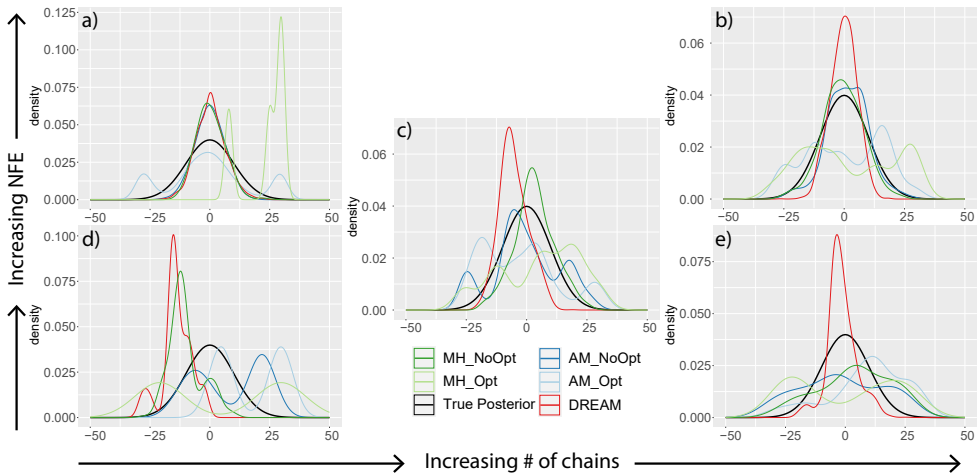 Increasing NFE
a)
0.125
0.100
0.075
0.050
0.025
0.000
density
−50 −25 0 25 50
b)
0.06
0.04
0.02
0.00
density
−50 −25 0 25 50
c)
0.06
0.04
0.02
0.00
density
−50 −25 0 25 50
d)
0.100
0.075
0.050
0.025
0.000
density
−50 −25 0 25 50
MH_NoOpt AM_NoOpt
MH_Opt AM_Opt
True Posterior DREAM
e)
0.075
0.050
0.025
0.000
density
−50 −25 0 25 50
Increasing # of chains